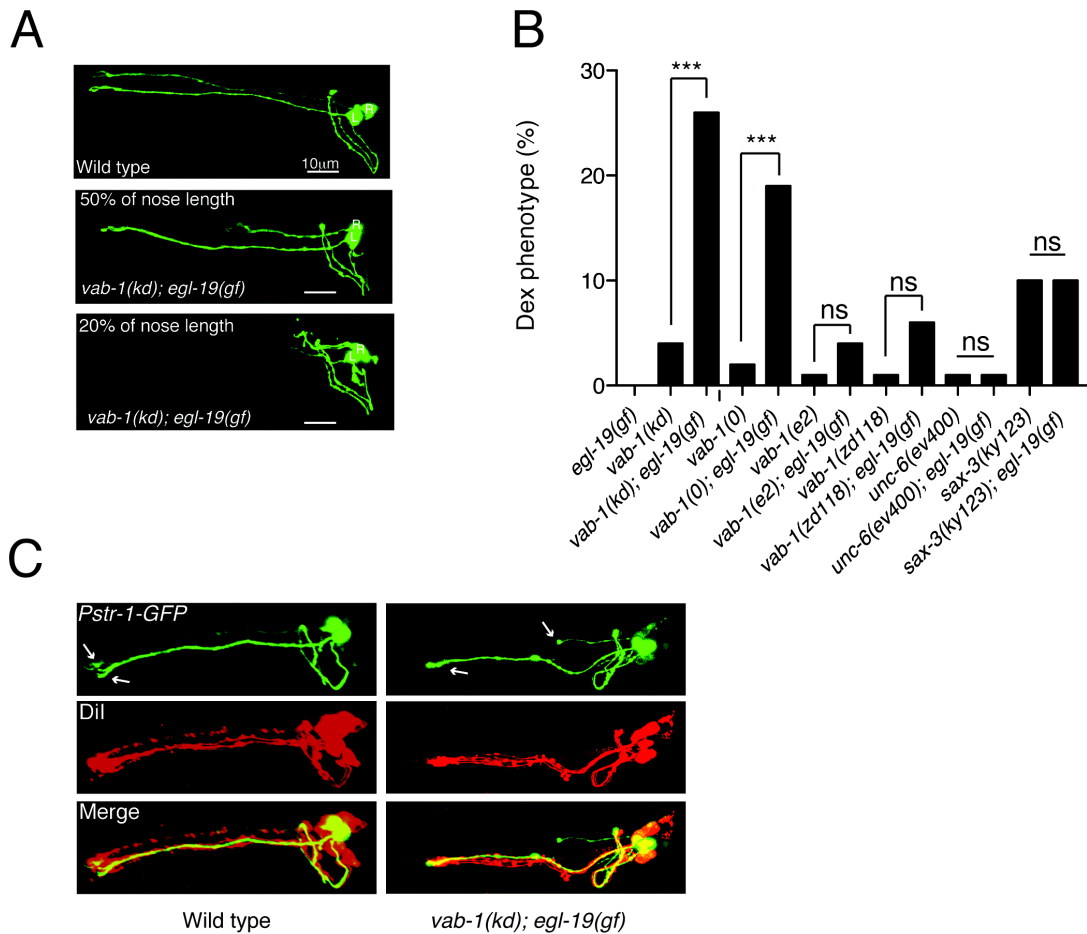 A
Wild type
R
L
10μm
50% of nose length
R
L
vab-1(kd); egl-19(gf)
20% of nose length
R
L
vab-1(kd); egl-19(gf)
B
Dex phenotype (%)
30
20
10
0
***
***
ns
ns
ns
ns
egl-19(gf)
vab-1(kd)
vab-1(kd); egl-19(gf)
vab-1(0)
vab-1(0); egl-19(gf)
vab-1(e2)
vab-1(e2); egl-19(gf)
vab-1(zd118)
vab-1(zd118); egl-19(gf)
unc-6(ev400)
unc-6(ev400); egl-19(gf)
sax-3(ky123)
sax-3(ky123); egl-19(gf)
C
Pstr-1-GFP
DiI
Merge
Wild type
vab-1(kd); egl-19(gf)